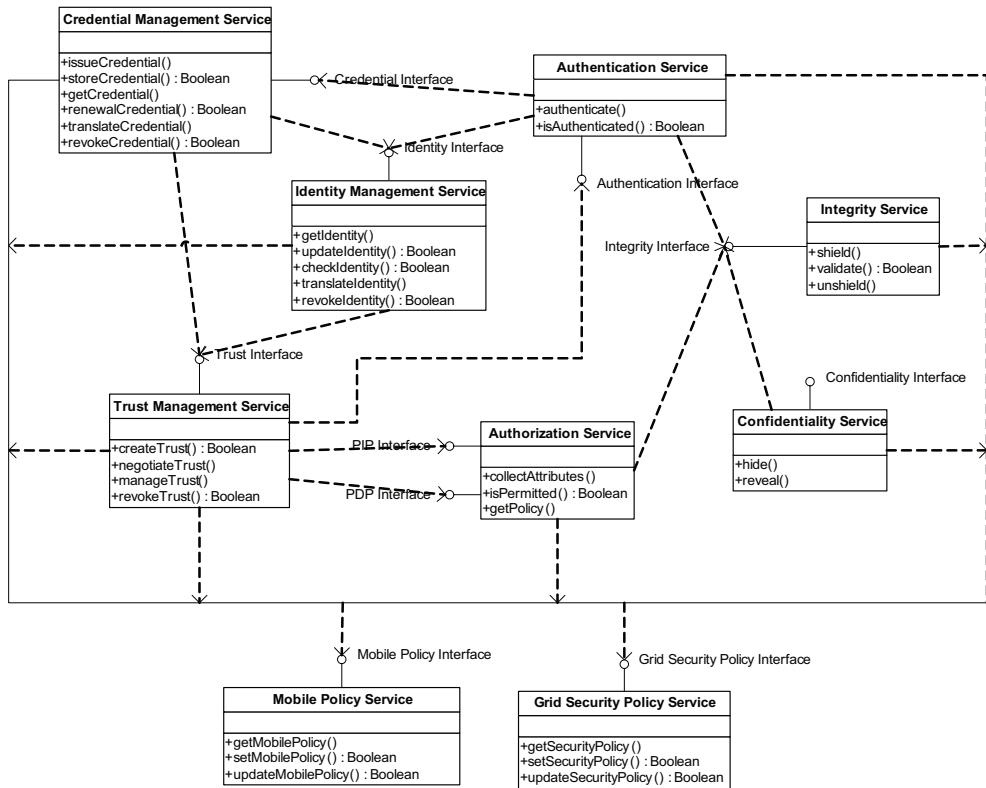 Credential Management Service
+issueCredential()
+storeCredential() : Boolean
+getCredential()
+renewalCredential() : Boolean
+translateCredential()
+revokeCredential() : Boolean
Credential Interface
Authentication Service
+authenticate()
+isAuthenticated() : Boolean
Identity Interface
Identity Management Service
+getIdentity()
+updateIdentity() : Boolean
+checkIdentity() : Boolean
+translateIdentity()
+revokeIdentity() : Boolean
Authentication Interface
Integrity Interface
Integrity Service
+shield()
+validate() : Boolean
+unshield()
Trust Interface
Trust Management Service
+createTrust() : Boolean
+negotiateTrust()
+manageTrust()
+revokeTrust() : Boolean
PIP Interface
PDP Interface
Authorization Service
+collectAttributes()
+isPermitted() : Boolean
+getPolicy()
Confidentiality Interface
Confidentiality Service
+hide()
+reveal()
Mobile Policy Interface
Mobile Policy Service
+getMobilePolicy()
+setMobilePolicy() : Boolean
+updateMobilePolicy() : Boolean
Grid Security Policy Interface
Grid Security Policy Service
+getSecurityPolicy()
+setSecurityPolicy() : Boolean
+updateSecurityPolicy() : Boolean